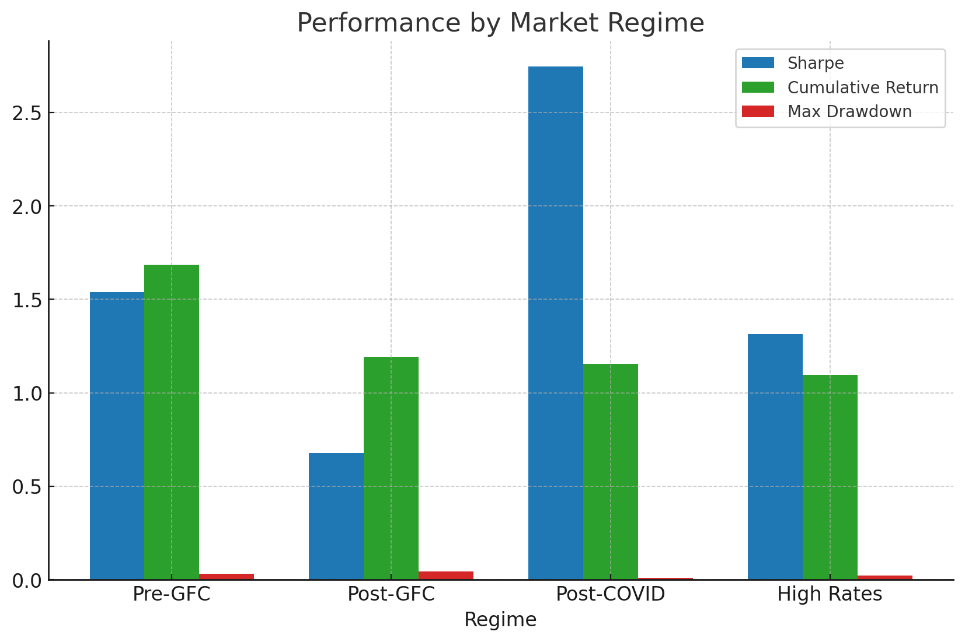 Performance by Market Regime
Sharpe
Cumulative Return
Max Drawdown
2.5
2.0
1.5
1.0
0.5
0.0
Pre-GFC
Post-GFC
Post-COVID
High Rates
Regime